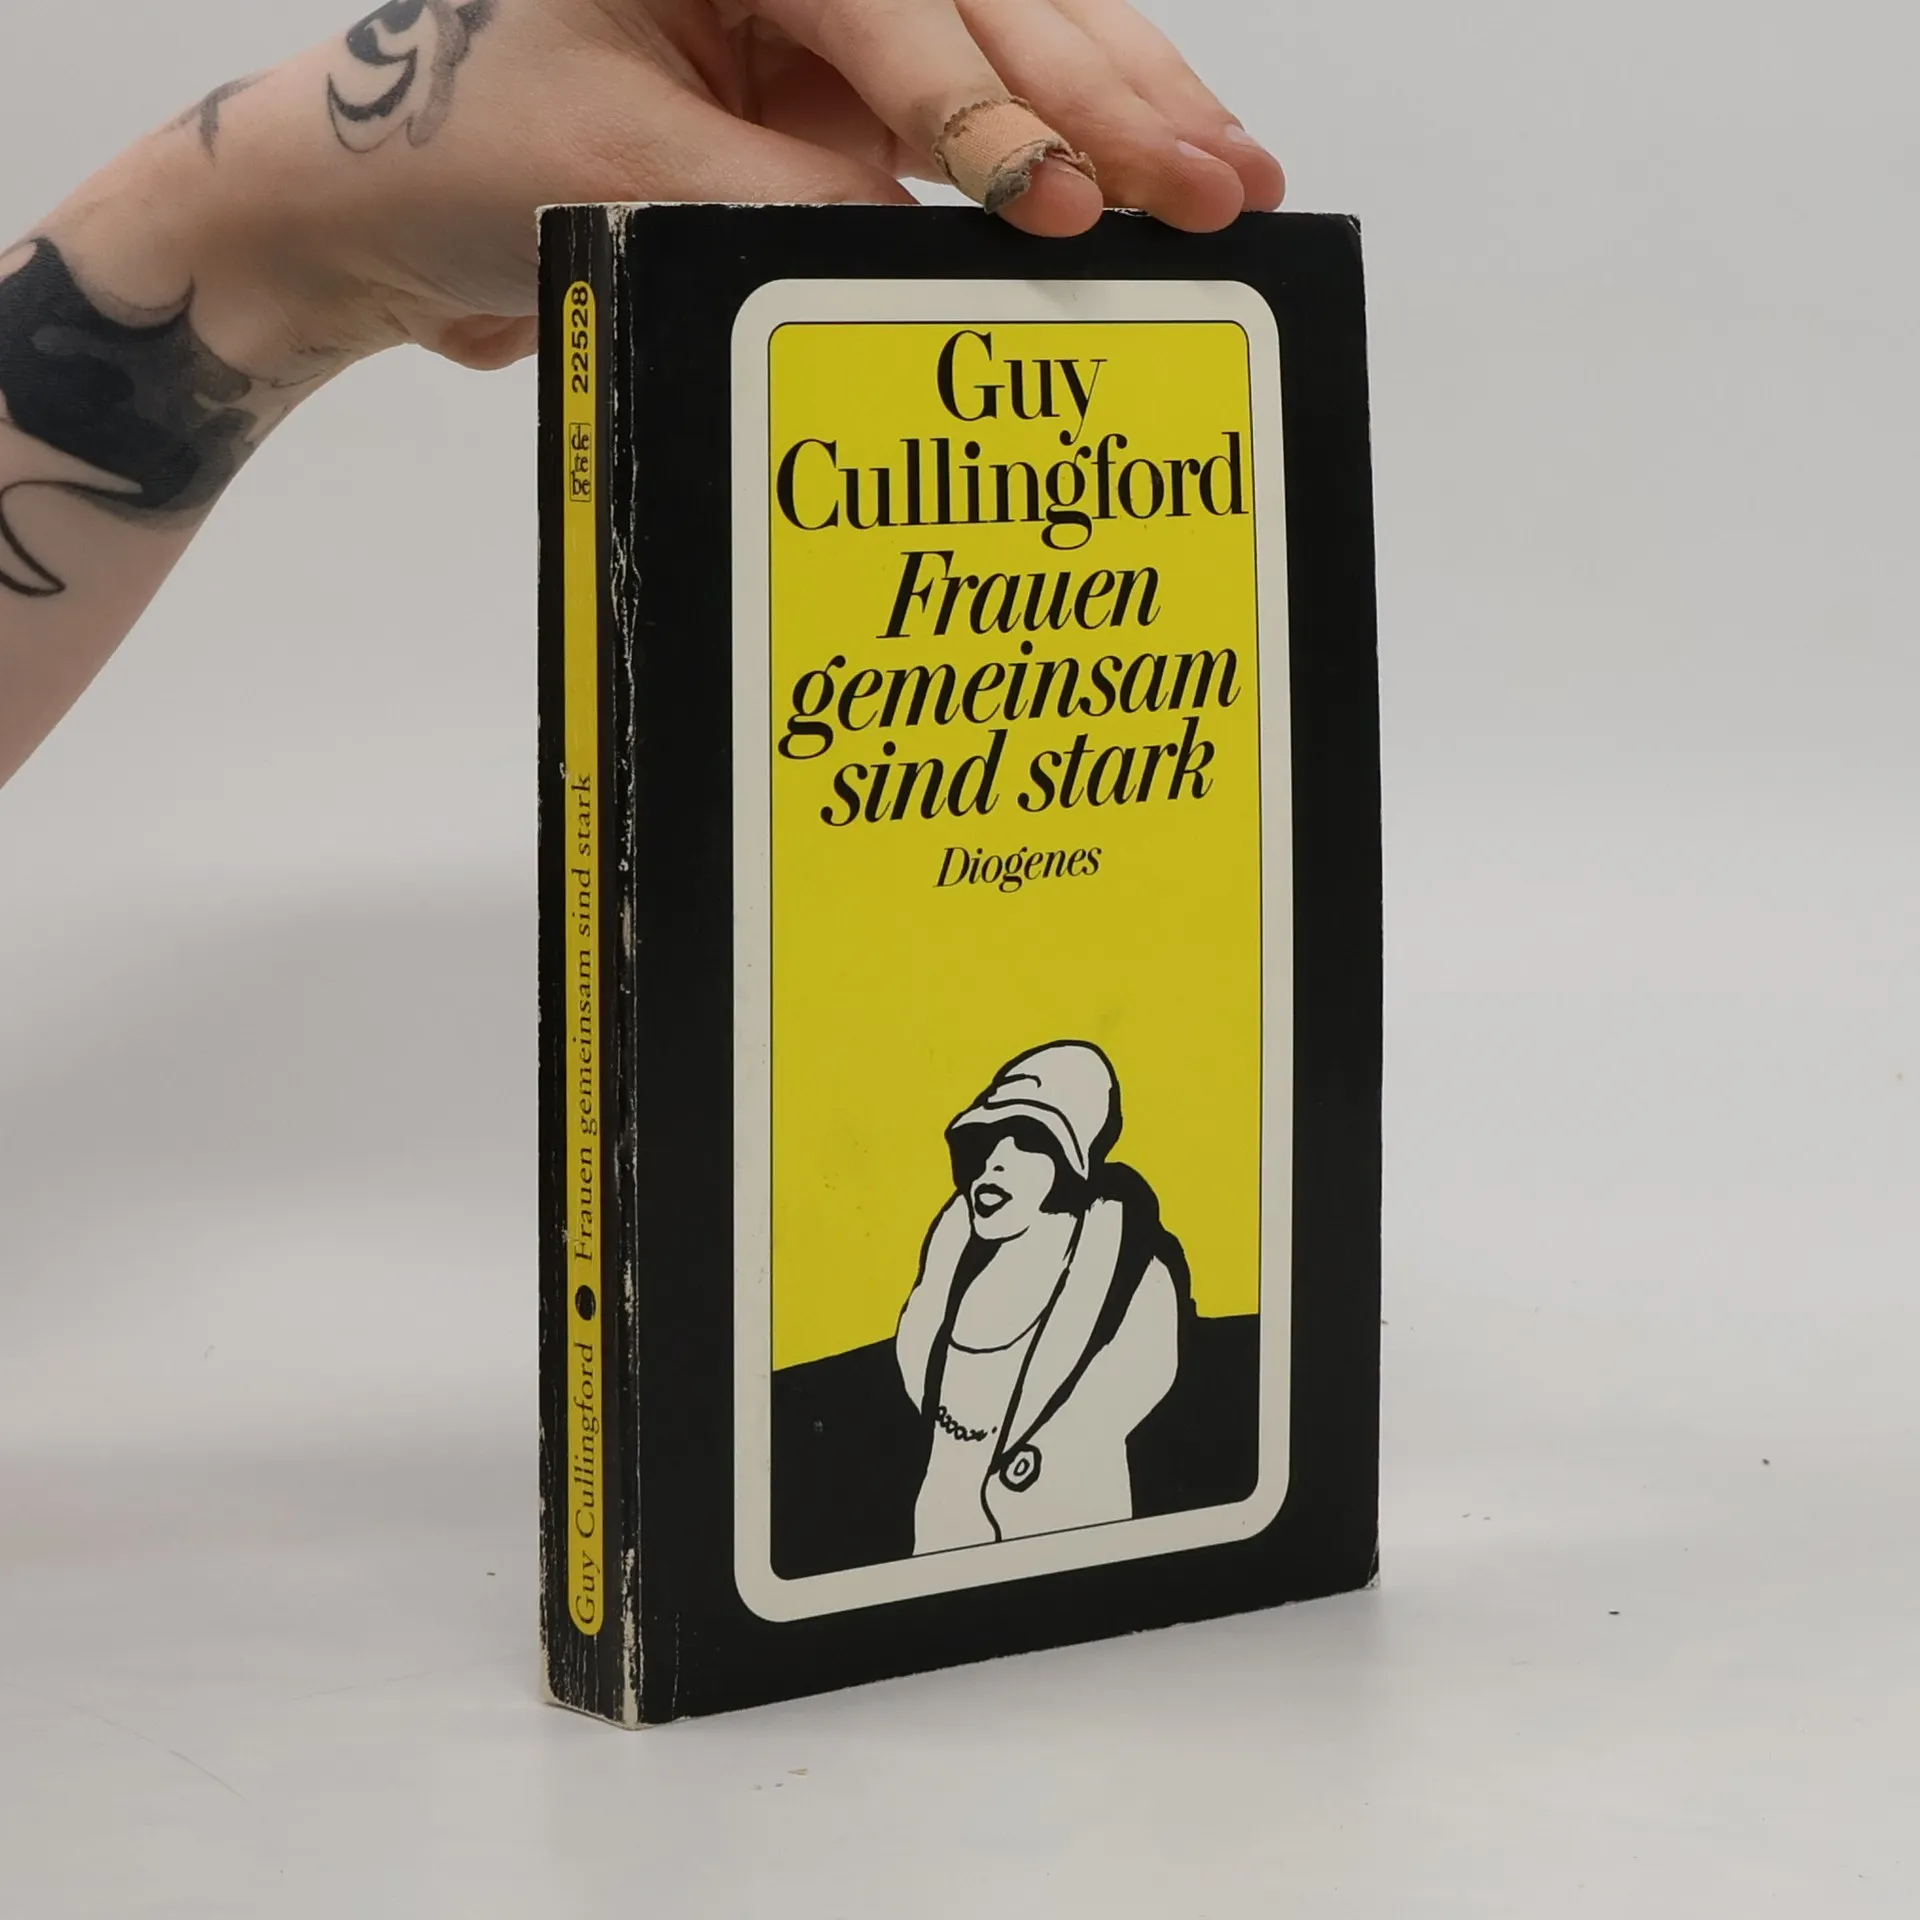 Guy
Cullingford
Frauen
gemeinsam
sind stark
Diogenes
Guy Cullingford ● Frauen gemeinsam sind stark
de
te
be
22528